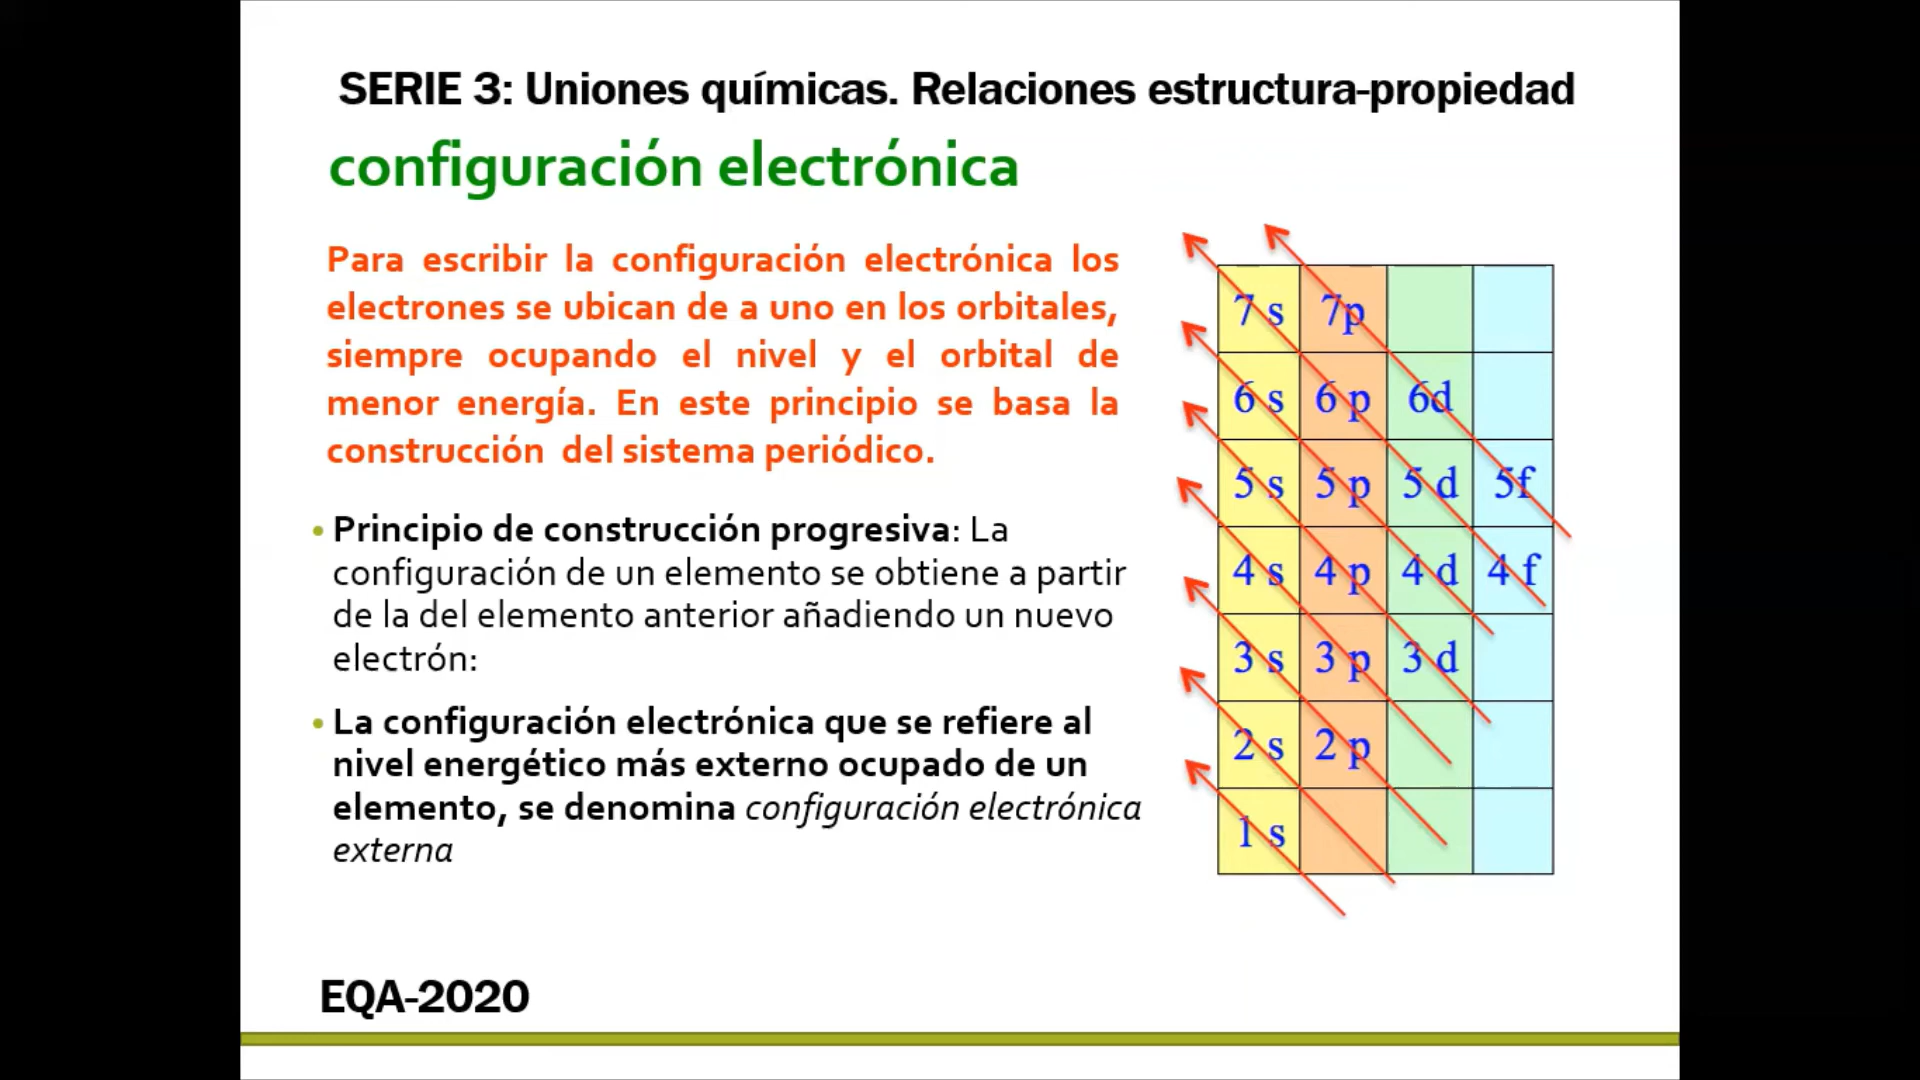 SERIE 3: Uniones químicas. Relaciones estructura-propiedad
configuración electrónica
Para escribir la configuración electrónica los
electrones se ubican de a uno en los orbitales,
siempre ocupando el nivel y el orbital de
menor energía. En este principio se basa la
construcción del sistema periódico.
• Principio de construcción progresiva: La
configuración de un elemento se obtiene a partir
de la del elemento anterior añadiendo un nuevo
electrón:
• La configuración electrónica que se refiere al
nivel energético más externo ocupado de un
elemento, se denomina configuración electrónica
externa
7 s 7p
6 s 6 p 6d
5 s 5 p 5 d 5f
4 s 4 p 4 d 4 f
3 s 3 p 3 d
2 s 2 p
1 s
EQA-2020